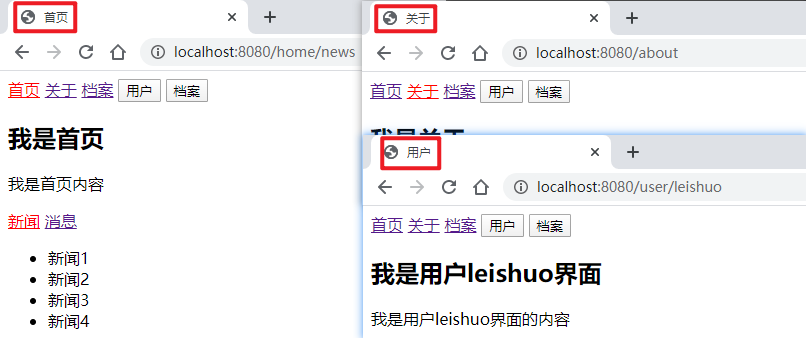 首页
localhost:8080/home/news
首页 关于 档案 用户 档案
我是首页
我是首页内容
新闻 消息
新闻1
新闻2
新闻3
新闻4
关于
localhost:8080/about
首页 关于 档案 用户 档案
我是关于
用户
localhost:8080/user/leishuo
首页 关于 档案 用户 档案
我是用户leishuo界面
我是用户leishuo界面的内容